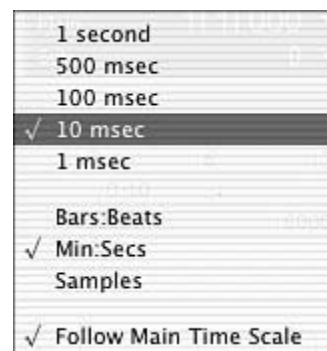 1 second
500 msec
100 msec
√ 10 msec
1 msec
Bars:Beats
√ Min:Secs
Samples
√ Follow Main Time Scale